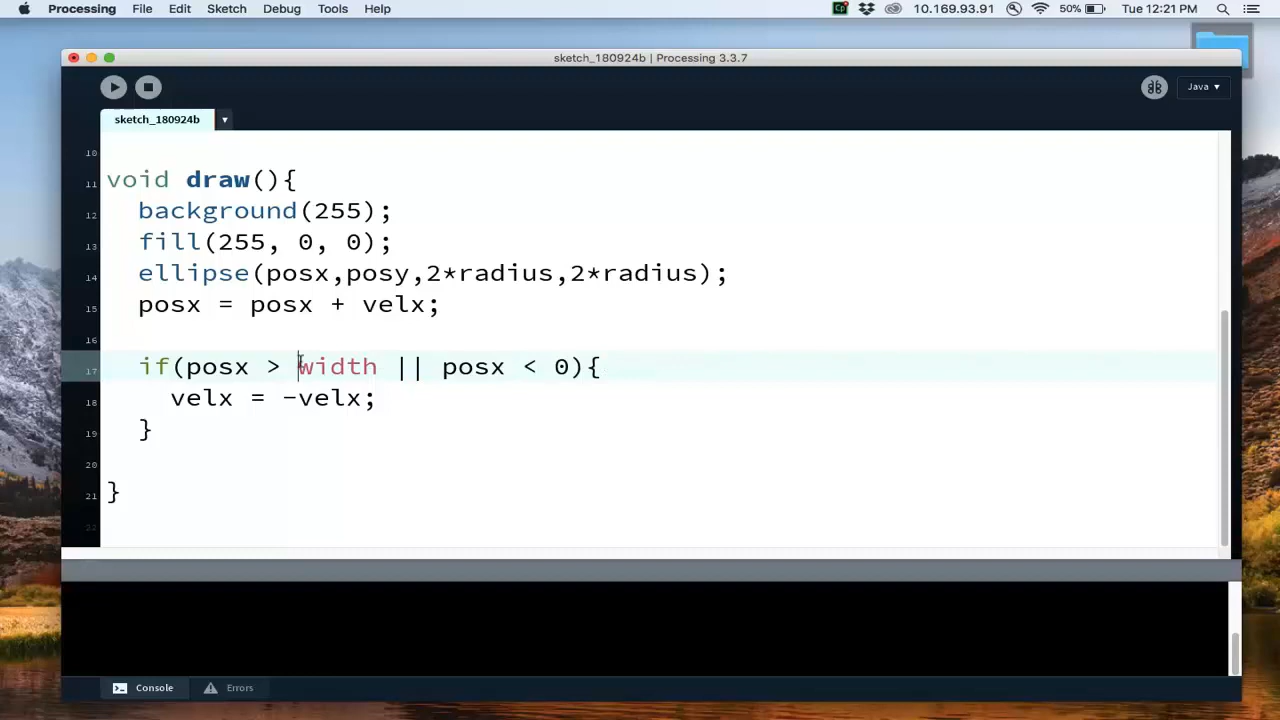 Processing File Edit Sketch Debug Tools Help 10.169.93.91 50% Tue 12:21 PM
sketch_180924b | Processing 3.3.7
Java ▾
sketch_180924b ▾
10
11 void draw(){
12 background(255);
13 fill(255, 0, 0);
14 ellipse(posx,posy,2*radius,2*radius);
15 posx = posx + velx;
16
17 if(posx > width || posx < 0){
18 velx = -velx;
19 }
20
21 }
22
Console Errors